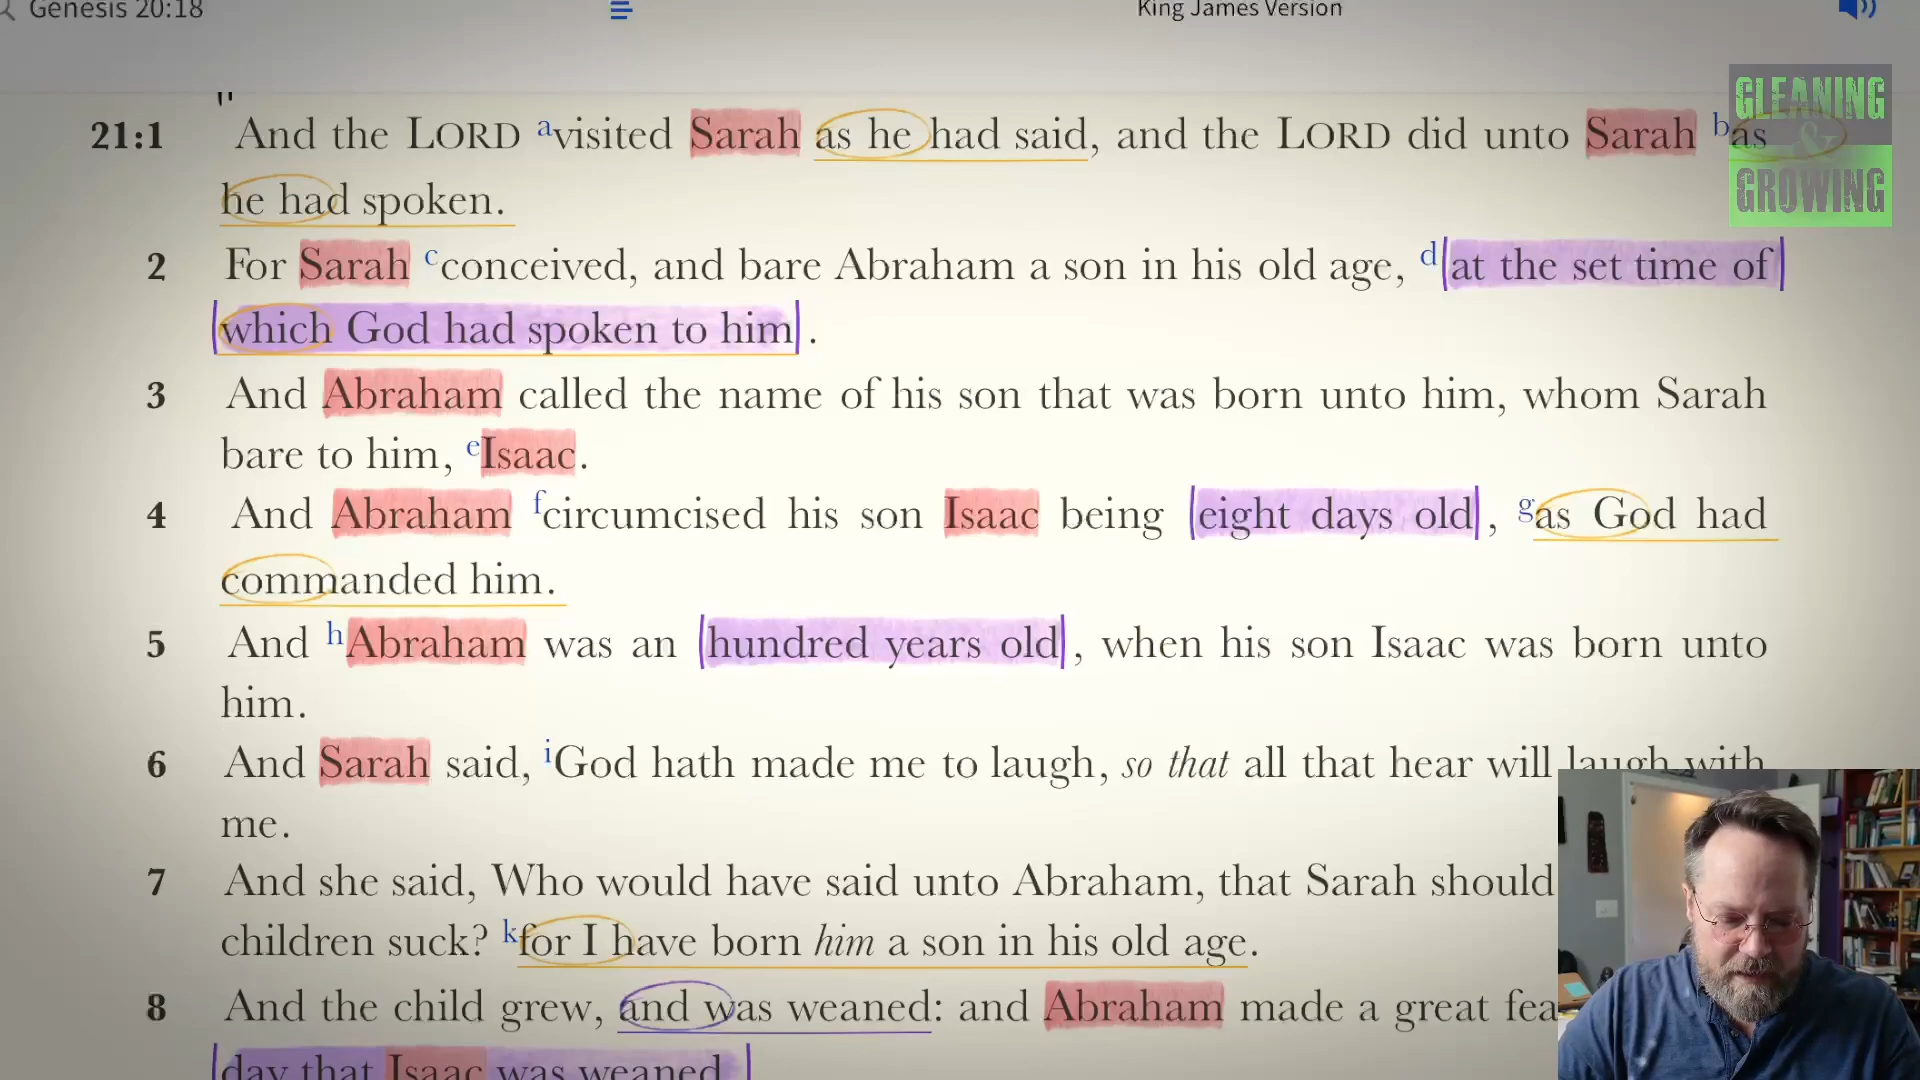 Genesis 20:18
King James Version
GLEANING
&
GROWING
21:1 And the LORD avisited Sarah as he had said, and the LORD did unto Sarah bas
he had spoken.
2 For Sarah cconceived, and bare Abraham a son in his old age, dat the set time of
which God had spoken to him.
3 And Abraham called the name of his son that was born unto him, whom Sarah
bare to him, eIsaac.
4 And Abraham fcircumcised his son Isaac being eight days old, gas God had
commanded him.
5 And hAbraham was an hundred years old, when his son Isaac was born unto
him.
6 And Sarah said, iGod hath made me to laugh, so that all that hear will laugh with
me.
7 And she said, Who would have said unto Abraham, that Sarah should
children suck? kfor I have born him a son in his old age.
8 And the child grew, and was weaned: and Abraham made a great fea
day that Isaac was weaned